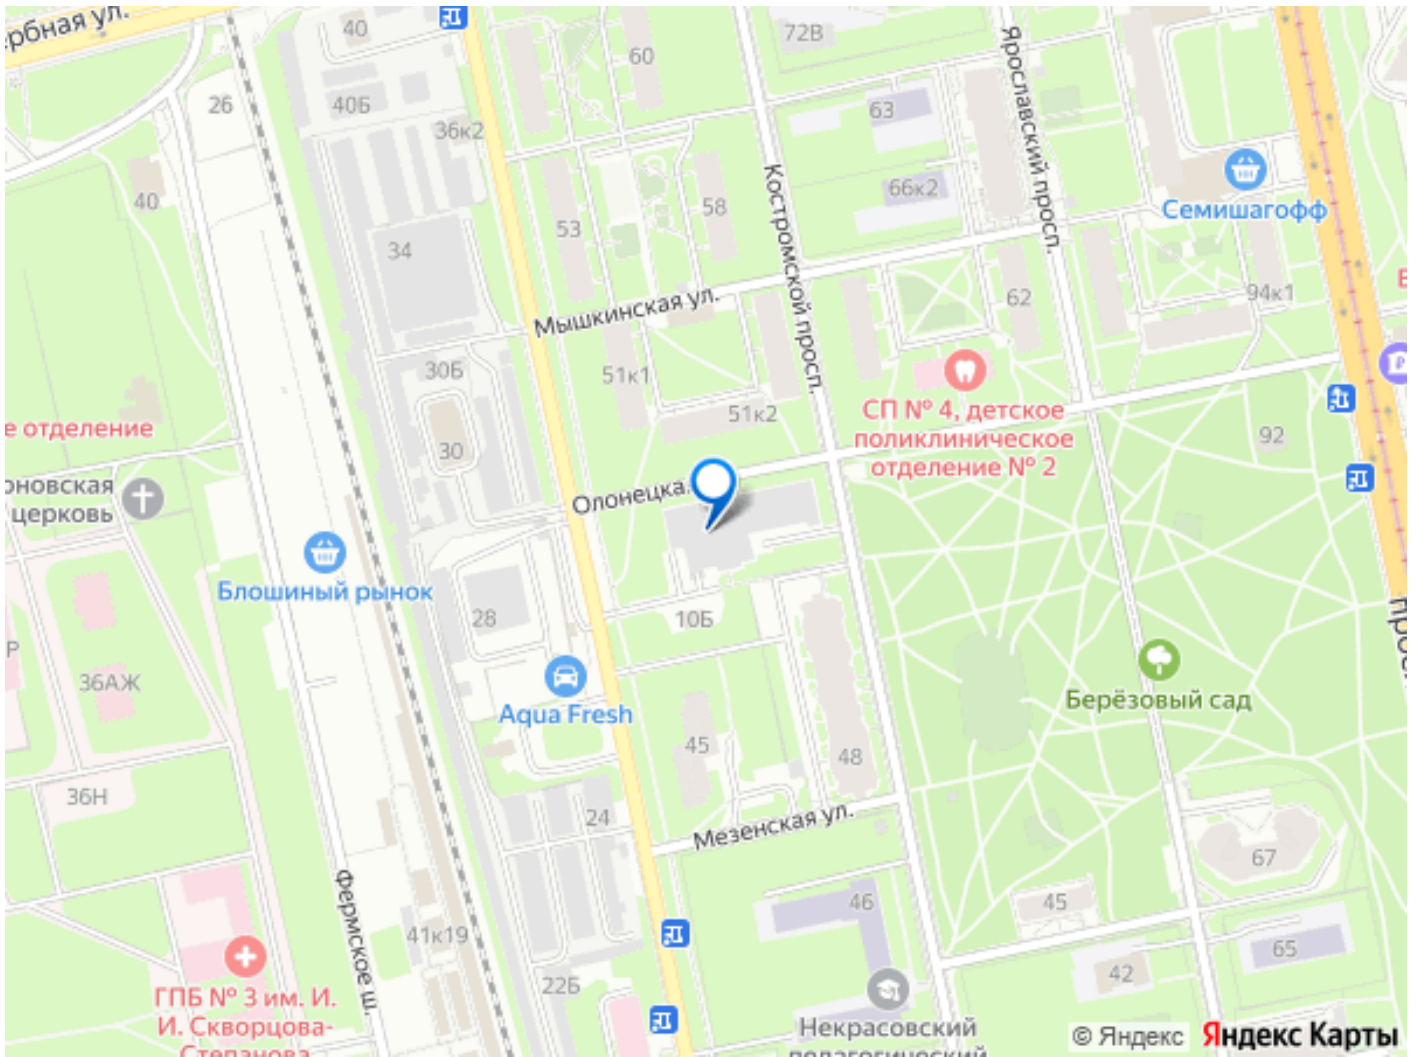 рбная ул.
40
60
72В
Ярославский просп.
26
40Б
36к2
63
Костромской просп.
66к2
58
Семишагофф
40
53
34
62
94к1
Мышкинская ул.
30Б
51к1
51к2
СП № 4, детское
поликлиническое
отделение № 2
92
е отделение
30
Олонецка
оновская
церковь
Блошиный рынок
28
10Б
Р
36АЖ
Aqua Fresh
Берёзовый сад
45
48
36Н
24
Мезенская ул.
67
Фермское ш.
46
45
41к19
65
22Б
42
ГПБ № 3 им. И.
И. Скворцова-
Степанова
Некрасовский
педагогический
© Яндекс
Яндекс Карты